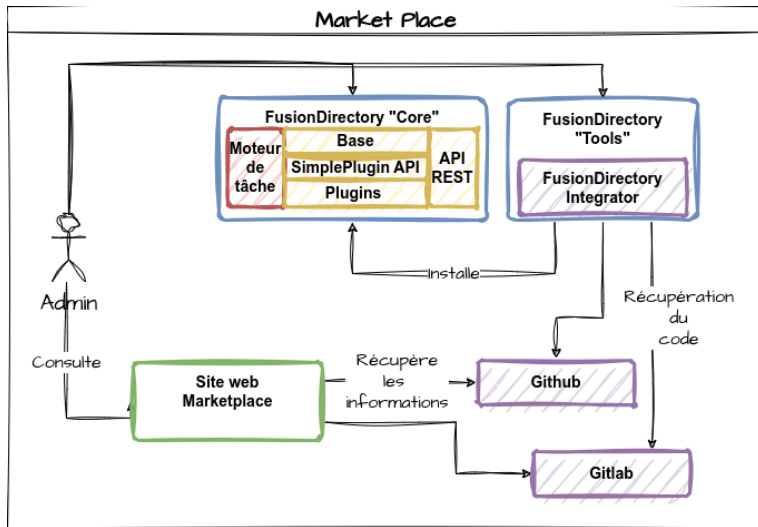 Market Place
FusionDirectory "Core"
Moteur
de
tâche
Base
SimplePlugin API
Plugins
API
REST
FusionDirectory
"Tools"
FusionDirectory
Integrator
Installe
Récupération
du
code
Admin
Consulte
Site web
Marketplace
Récupère
les
informations
Github
Gitlab